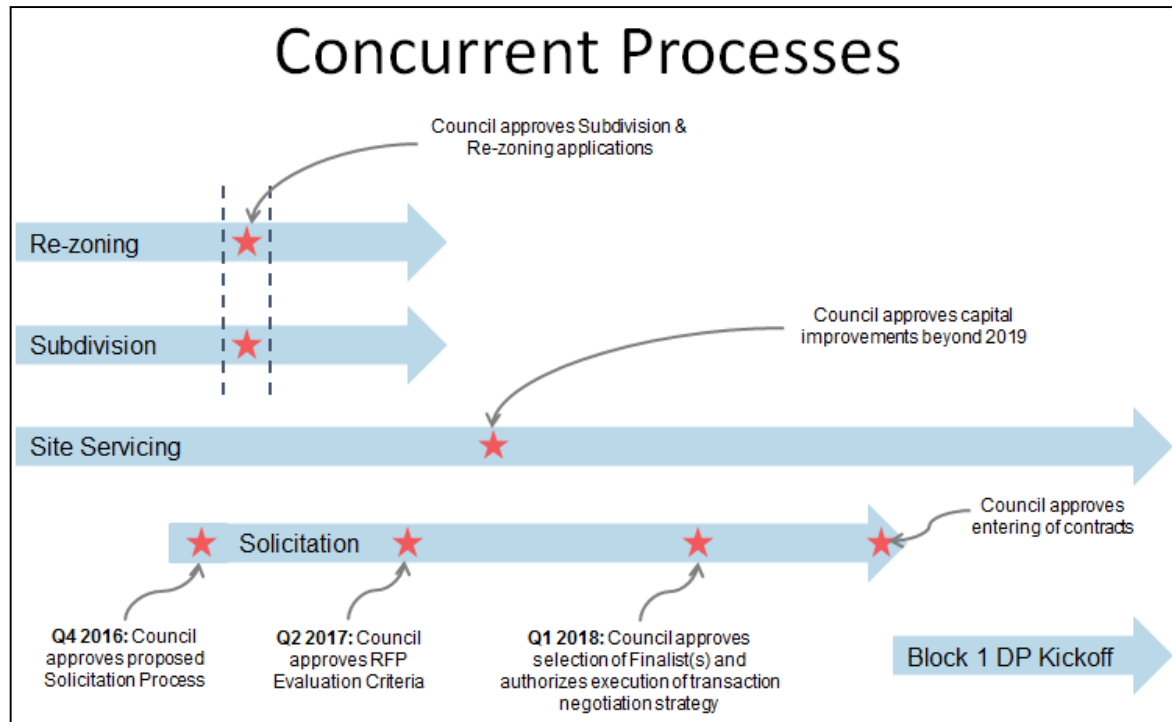 Concurrent Processes
Council approves Subdivision &
Re-zoning applications
Re-zoning
Subdivision
Council approves capital
improvements beyond 2019
Site Servicing
Council approves
entering of contracts
Solicitation
Q4 2016: Council
approves proposed
Solicitation Process
Q2 2017: Council
approves RFP
Evaluation Criteria
Q1 2018: Council approves
selection of Finalist(s) and
authorizes execution of transaction
negotiation strategy
Block 1 DP Kickoff